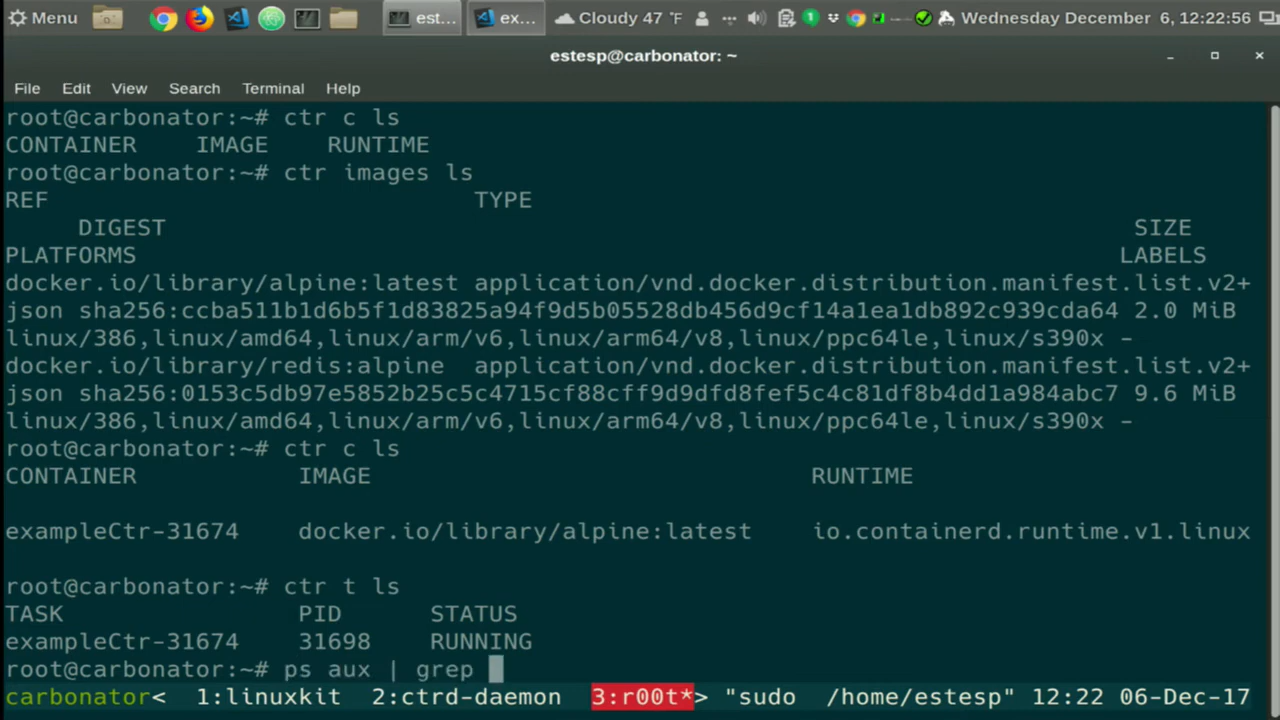 Menu est... ex... Cloudy 47 °F 1 Wednesday December 6, 12:22:56
estesp@carbonator: ~
File Edit View Search Terminal Help
root@carbonator:~# ctr c ls
CONTAINER IMAGE RUNTIME
root@carbonator:~# ctr images ls
REF TYPE
DIGEST SIZE
PLATFORMS LABELS
docker.io/library/alpine:latest application/vnd.docker.distribution.manifest.list.v2+
json sha256:ccba511b1d6b5f1d83825a94f9d5b05528db456d9cf14a1ea1db892c939cda64 2.0 MiB
linux/386,linux/amd64,linux/arm/v6,linux/arm64/v8,linux/ppc64le,linux/s390x -
docker.io/library/redis:alpine application/vnd.docker.distribution.manifest.list.v2+
json sha256:0153c5db97e5852b25c5c4715cf88cff9d9dfd8fef5c4c81df8b4dd1a984abc7 9.6 MiB
linux/386,linux/amd64,linux/arm/v6,linux/arm64/v8,linux/ppc64le,linux/s390x -
root@carbonator:~# ctr c ls
CONTAINER IMAGE RUNTIME
exampleCtr-31674 docker.io/library/alpine:latest io.containerd.runtime.v1.linux
root@carbonator:~# ctr t ls
TASK PID STATUS
exampleCtr-31674 31698 RUNNING
root@carbonator:~# ps aux | grep
carbonator< 1:linuxkit 2:ctrd-daemon 3:r00t*> "sudo /home/estesp" 12:22 06-Dec-17